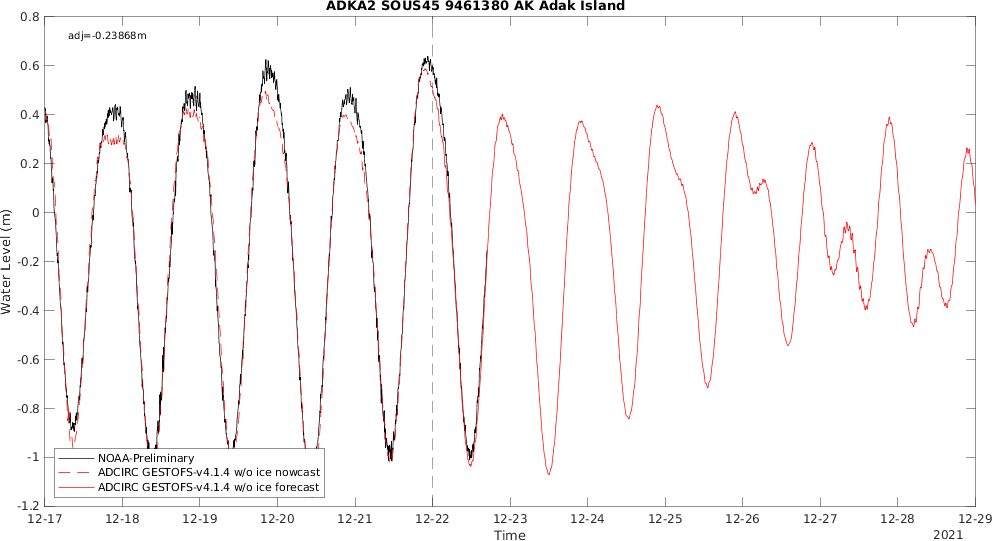 ADKA2 SOUS45 9461380 AK Adak Island
adj=-0.23868m
Water Level (m)
0.8
0.6
0.4
0.2
0
-0.2
-0.4
-0.6
-0.8
-1
-1.2
NOAA-Preliminary
ADCIRC GESTOFS-v4.1.4 w/o ice nowcast
ADCIRC GESTOFS-v4.1.4 w/o ice forecast
12-17 12-18 12-19 12-20 12-21 12-22 12-23 12-24 12-25 12-26 12-27 12-28 12-29
Time
2021